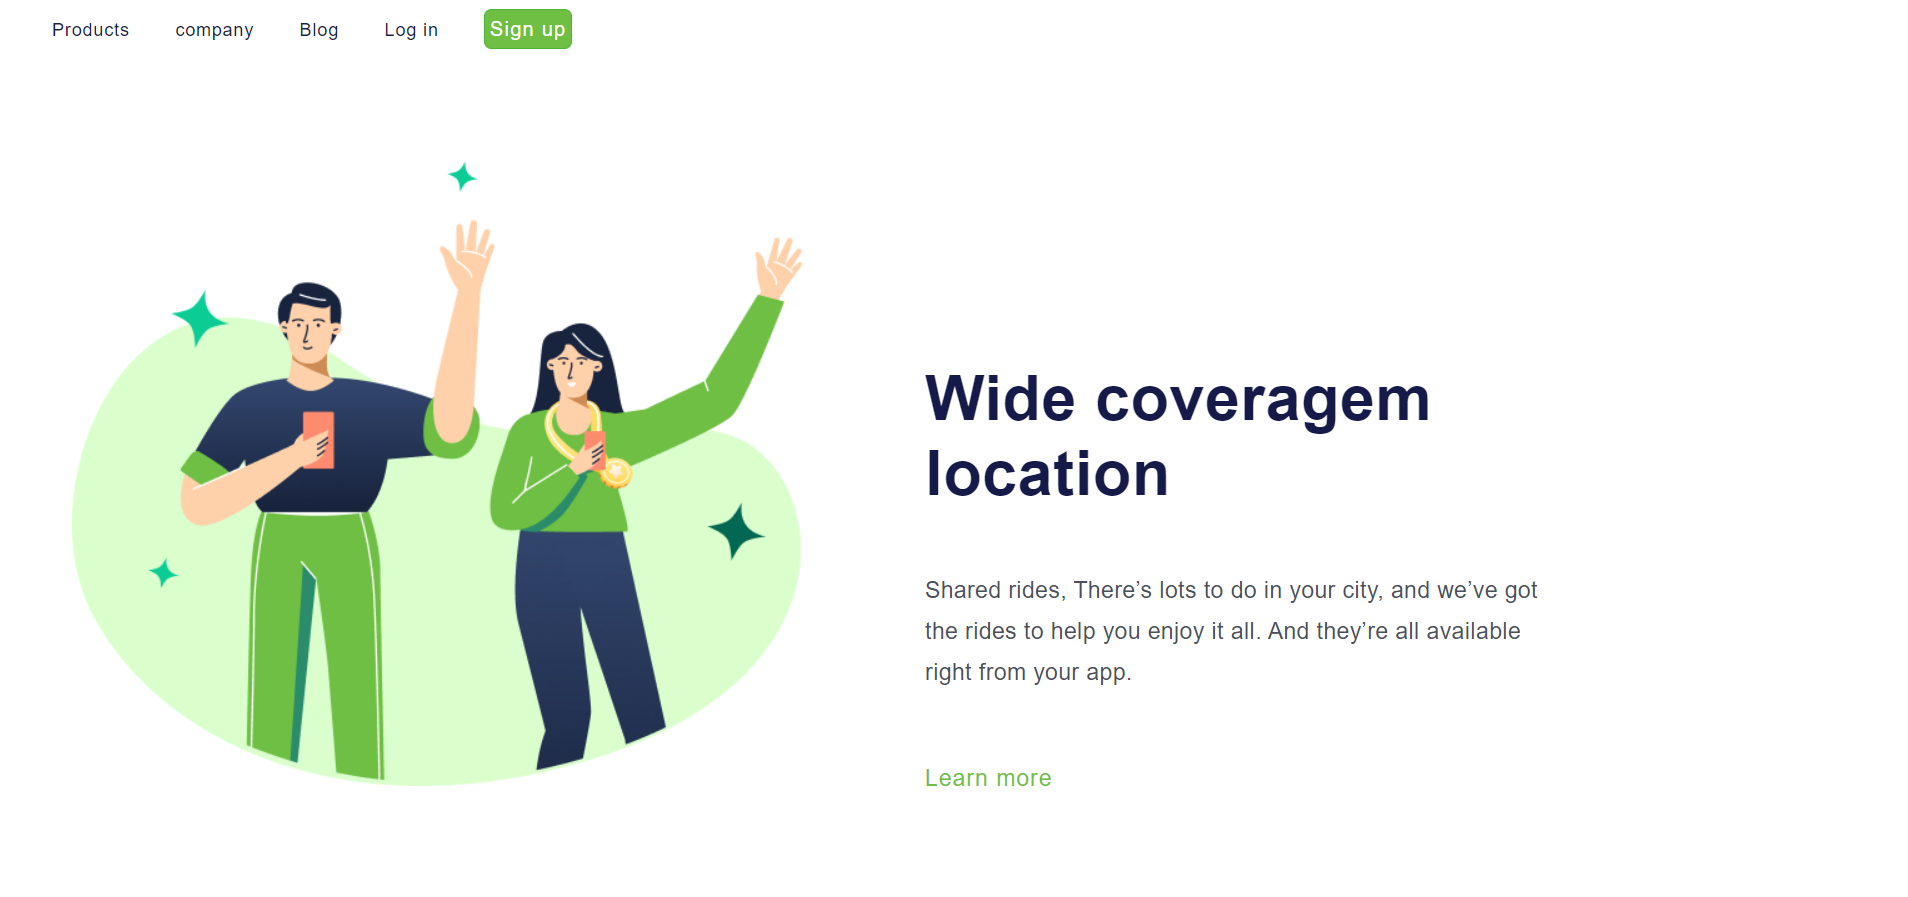 Products company Blog Log in Sign up
Wide coveragem
location
Shared rides, There’s lots to do in your city, and we’ve got
the rides to help you enjoy it all. And they’re all available
right from your app.
Learn more